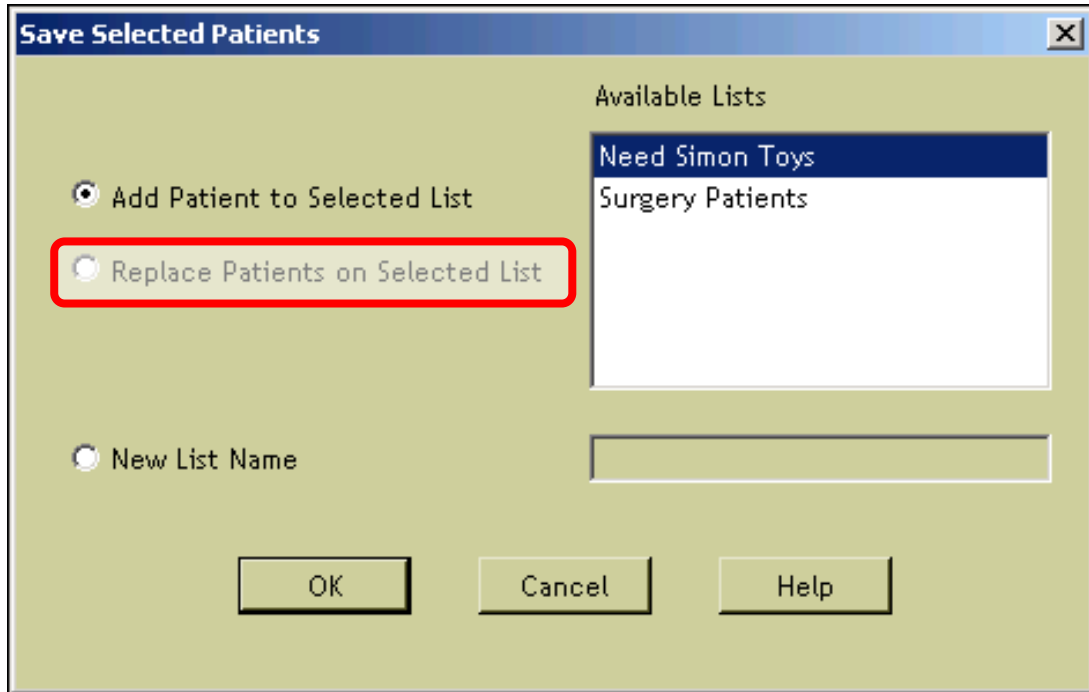 Save Selected Patients
Available Lists
Need Simon Toys
Surgery Patients
Add Patient to Selected List
Replace Patients on Selected List
New List Name
OK
Cancel
Help